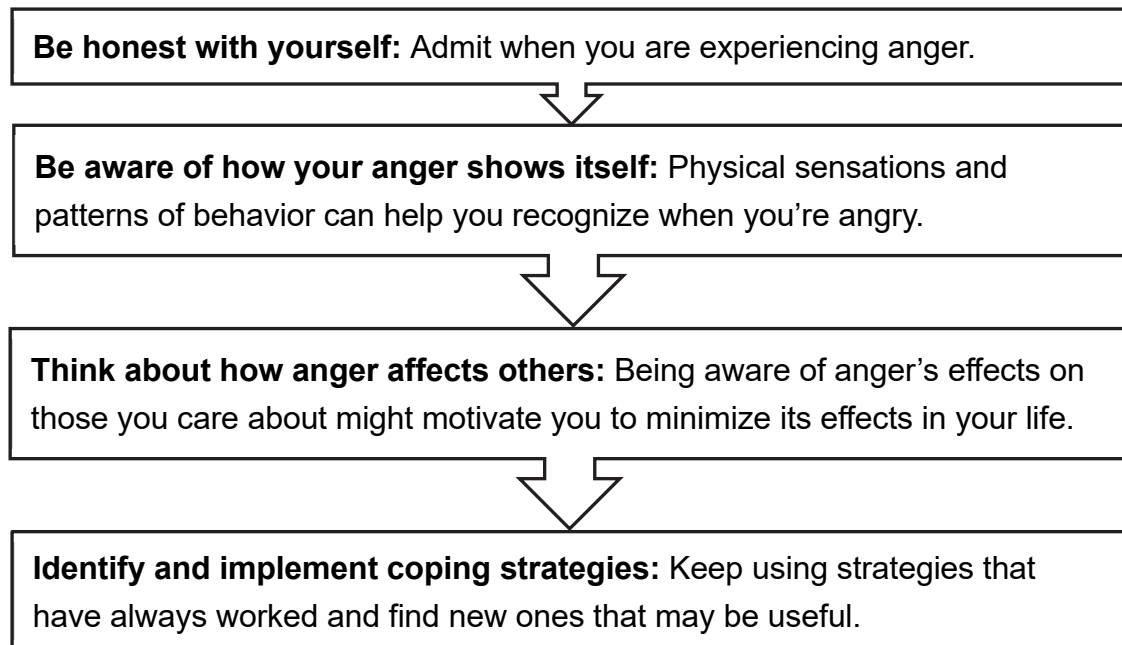 Be honest with yourself: Admit when you are experiencing anger.
Be aware of how your anger shows itself: Physical sensations and
patterns of behavior can help you recognize when you’re angry.
Think about how anger affects others: Being aware of anger’s effects on
those you care about might motivate you to minimize its effects in your life.
Identify and implement coping strategies: Keep using strategies that
have always worked and find new ones that may be useful.